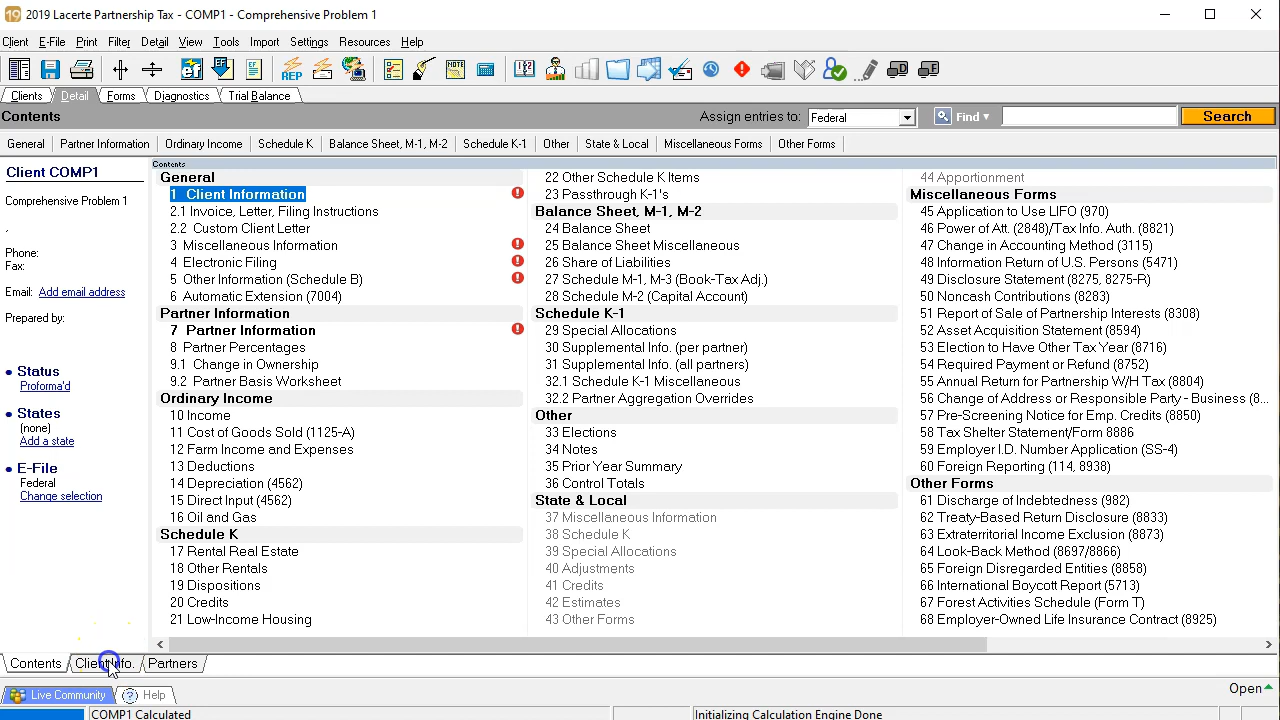 19 2019 Lacerte Partnership Tax - COMP1 - Comprehensive Problem 1
Client E-File Print Filter Detail View Tools Import Settings Resources Help
REP NOTE
Clients Detail Forms Diagnostics Trial Balance
Contents Assign entries to: Federal Find Search
General Partner Information Ordinary Income Schedule K Balance Sheet, M-1, M-2 Schedule K-1 Other State & Local Miscellaneous Forms Other Forms
Client COMP1
Comprehensive Problem 1
,
Phone:
Fax:
Email: Add email address
Prepared by:
Status
Proforma'd
States
(none)
Add a state
E-File
Federal
Change selection
Contents
General
1 Client Information
2.1 Invoice, Letter, Filing Instructions
2.2 Custom Client Letter
3 Miscellaneous Information
4 Electronic Filing
5 Other Information (Schedule B)
6 Automatic Extension (7004)
Partner Information
7 Partner Information
8 Partner Percentages
9.1 Change in Ownership
9.2 Partner Basis Worksheet
Ordinary Income
10 Income
11 Cost of Goods Sold (1125-A)
12 Farm Income and Expenses
13 Deductions
14 Depreciation (4562)
15 Direct Input (4562)
16 Oil and Gas
Schedule K
17 Rental Real Estate
18 Other Rentals
19 Dispositions
20 Credits
21 Low-Income Housing
22 Other Schedule K Items
23 Passthrough K-1's
Balance Sheet, M-1, M-2
24 Balance Sheet
25 Balance Sheet Miscellaneous
26 Share of Liabilities
27 Schedule M-1, M-3 (Book-Tax Adj.)
28 Schedule M-2 (Capital Account)
Schedule K-1
29 Special Allocations
30 Supplemental Info. (per partner)
31 Supplemental Info. (all partners)
32.1 Schedule K-1 Miscellaneous
32.2 Partner Aggregation Overrides
Other
33 Elections
34 Notes
35 Prior Year Summary
36 Control Totals
State & Local
37 Miscellaneous Information
38 Schedule K
39 Special Allocations
40 Adjustments
41 Credits
42 Estimates
43 Other Forms
44 Apportionment
Miscellaneous Forms
45 Application to Use LIFO (970)
46 Power of Att. (2848)/Tax Info. Auth. (8821)
47 Change in Accounting Method (3115)
48 Information Return of U.S. Persons (5471)
49 Disclosure Statement (8275, 8275-R)
50 Noncash Contributions (8283)
51 Report of Sale of Partnership Interests (8308)
52 Asset Acquisition Statement (8594)
53 Election to Have Other Tax Year (8716)
54 Required Payment or Refund (8752)
55 Annual Return for Partnership W/H Tax (8804)
56 Change of Address or Responsible Party - Business (8...
57 Pre-Screening Notice for Emp. Credits (8850)
58 Tax Shelter Statement/Form 8886
59 Employer I.D. Number Application (SS-4)
60 Foreign Reporting (114, 8938)
Other Forms
61 Discharge of Indebtedness (982)
62 Treaty-Based Return Disclosure (8833)
63 Extraterritorial Income Exclusion (8873)
64 Look-Back Method (8697/8866)
65 Foreign Disregarded Entities (8858)
66 International Boycott Report (5713)
67 Forest Activities Schedule (Form T)
68 Employer-Owned Life Insurance Contract (8925)
Contents Client Info. Partners
Live Community Help Open
COMP1 Calculated Initializing Calculation Engine Done